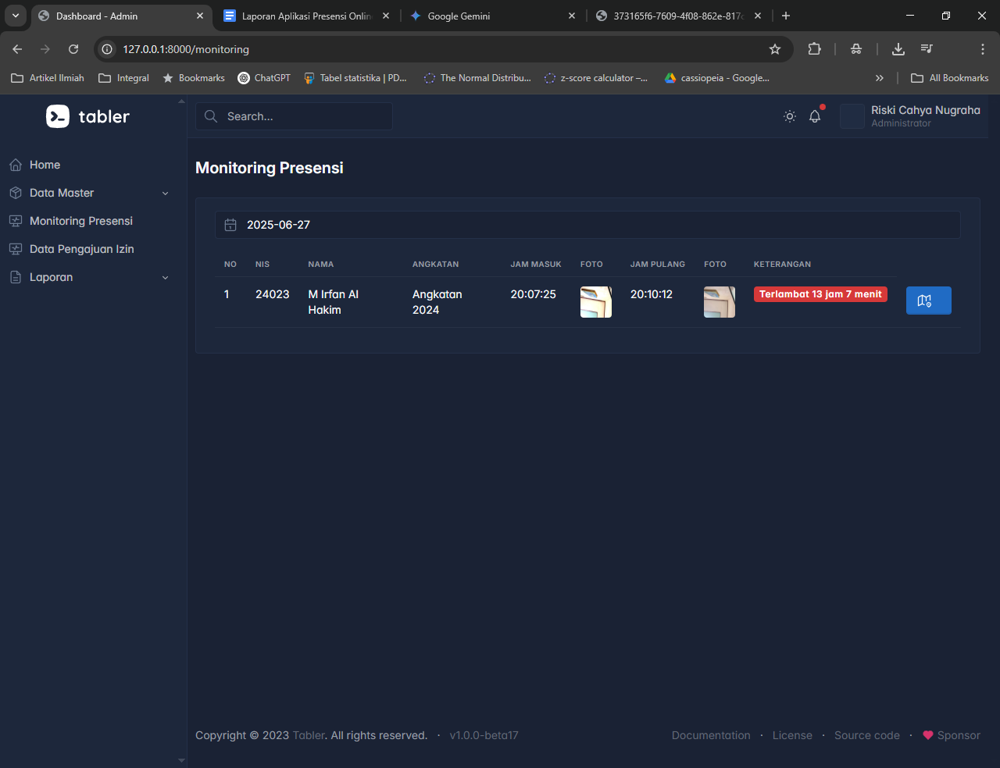 Dashboard - Admin
Laporan Aplikasi Presensi Onlin
Google Gemini
373165f6-7609-4f08-862e-817c
127.0.0.1:8000/monitoring
Artikel Ilmiah
Integral
Bookmarks
ChatGPT
Tabel statistika | PD...
The Normal Distribu...
z-score calculator –...
cassiopeia - Google...
All Bookmarks
tabler
Search...
Riski Cahya Nugraha
Administrator
Home
Data Master
Monitoring Presensi
Data Pengajuan Izin
Laporan
Monitoring Presensi
2025-06-27
NO NIS NAMA ANGKATAN JAM MASUK FOTO JAM PULANG FOTO KETERANGAN
1 24023 M Irfan Al Hakim Angkatan 2024 20:07:25 20:10:12 Terlambat 13 jam 7 menit
Copyright © 2023 Tabler. All rights reserved. · v1.0.0-beta17
Documentation · License · Source code · Sponsor